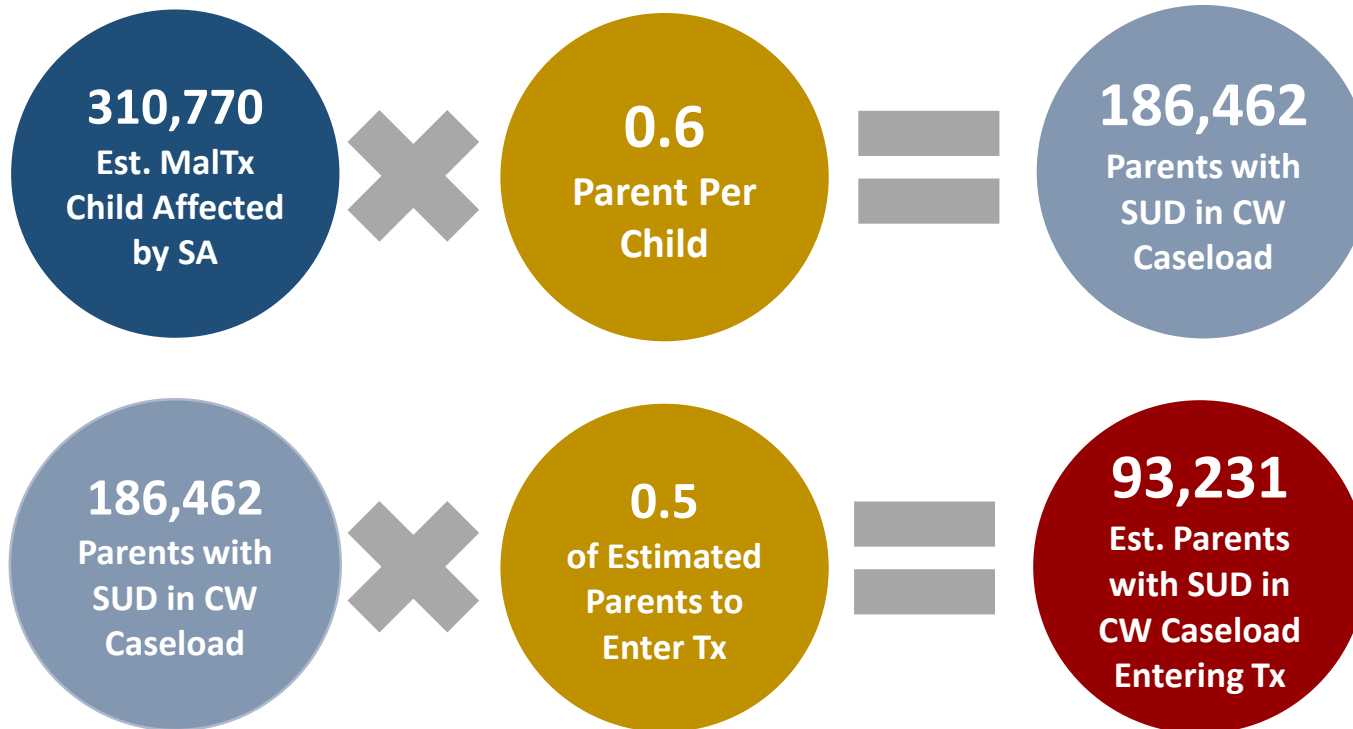 310,770
Est. MalTx
Child Affected
by SA
0.6
Parent Per
Child
186,462
Parents with
SUD in CW
Caseload
186,462
Parents with
SUD in CW
Caseload
0.5
of Estimated
Parents to
Enter Tx
93,231
Est. Parents
with SUD in
CW Caseload
Entering Tx